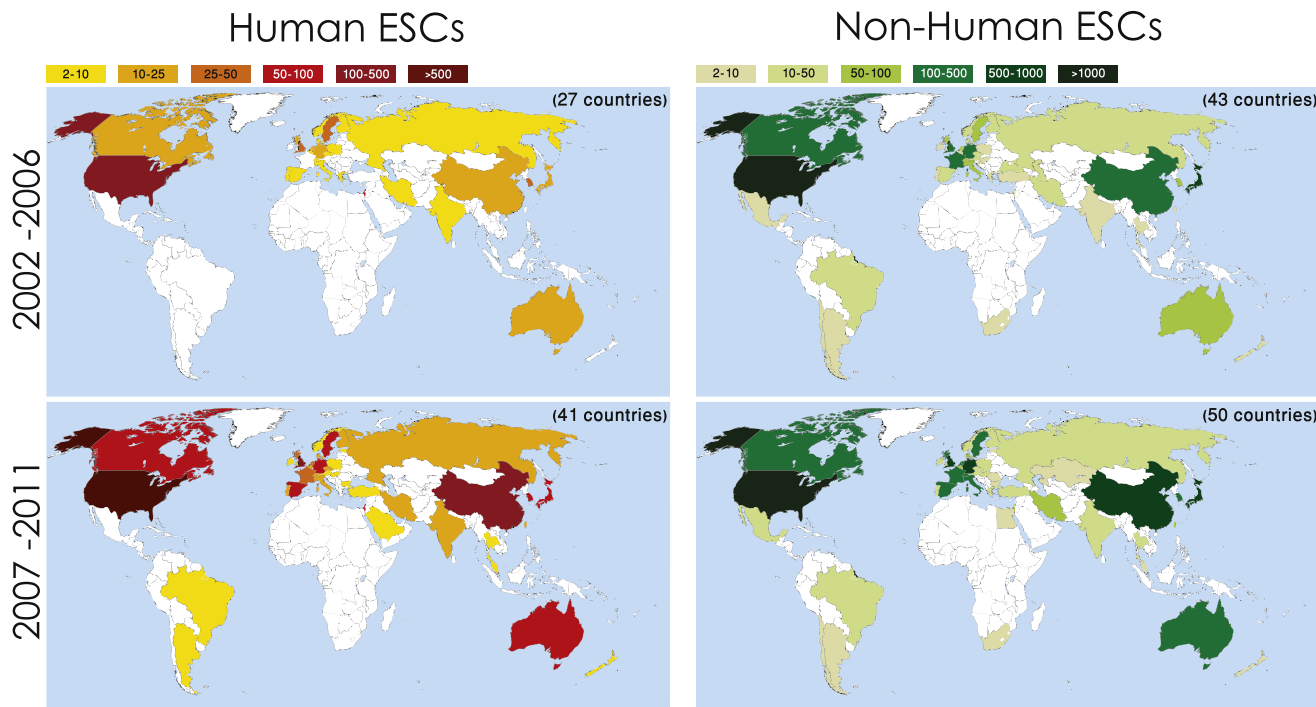 Human ESCs
Non-Human ESCs
2-10 10-25 25-50 50-100 100-500 >500
2-10 10-50 50-100 100-500 500-1000 >1000
2002 -2006
(27 countries)
(43 countries)
2007 -2011
(41 countries)
(50 countries)